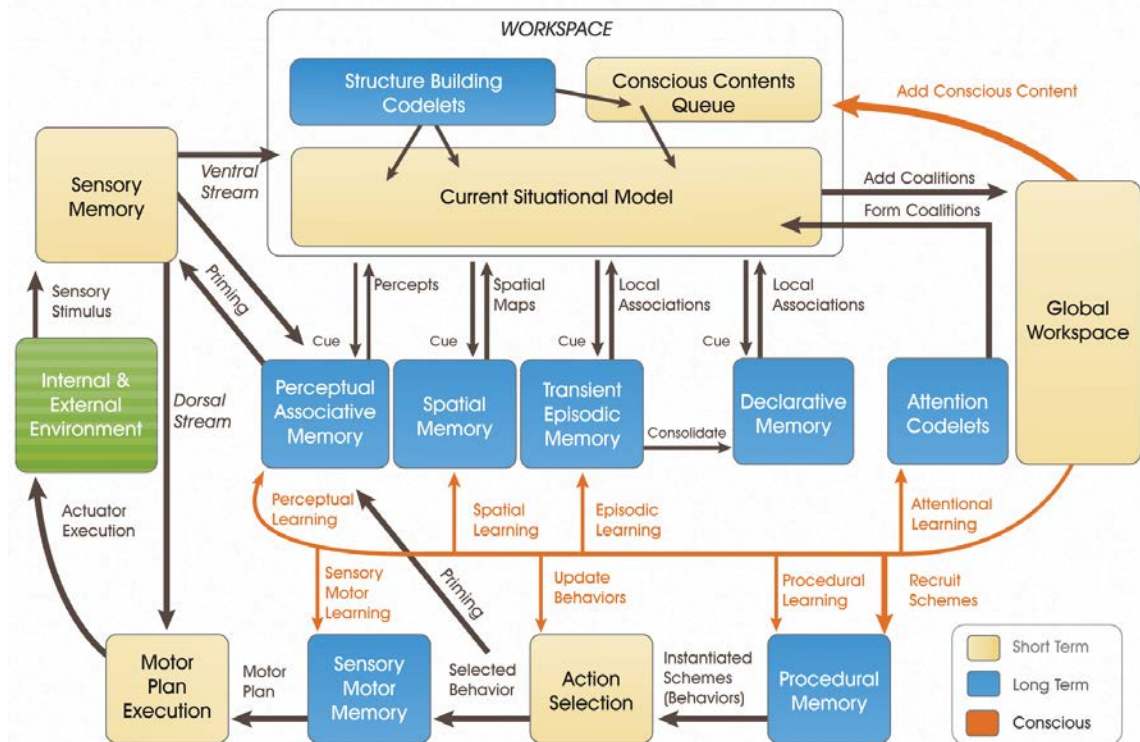 WORKSPACE
Structure Building
Codelets
Conscious Contents
Queue
Add Conscious Content
Sensory
Memory
Ventral
Stream
Current Situational Model
Add Coalitions
Form Coalitions
Global
Workspace
Priming
Sensory
Stimulus
Percepts
Cue
Spatial
Maps
Cue
Local
Associations
Cue
Local
Associations
Cue
Internal &
External
Environment
Dorsal
Stream
Perceptual
Associative
Memory
Spatial
Memory
Transient
Episodic
Memory
Consolidate
Declarative
Memory
Attention
Codelets
Actuator
Execution
Perceptual
Learning
Spatial
Learning
Episodic
Learning
Attentional
Learning
Sensory
Motor
Learning
Priming
Update
Behaviors
Procedural
Learning
Recruit
Schemes
Motor
Plan
Execution
Motor
Plan
Sensory
Motor
Memory
Selected
Behavior
Action
Selection
Instantiated
Schemes
(Behaviors)
Procedural
Memory
Short Term
Long Term
Conscious